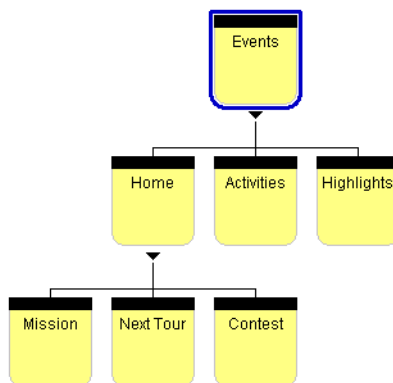 Events
Home
Activities
Highlights
Mission
Next Tour
Contest